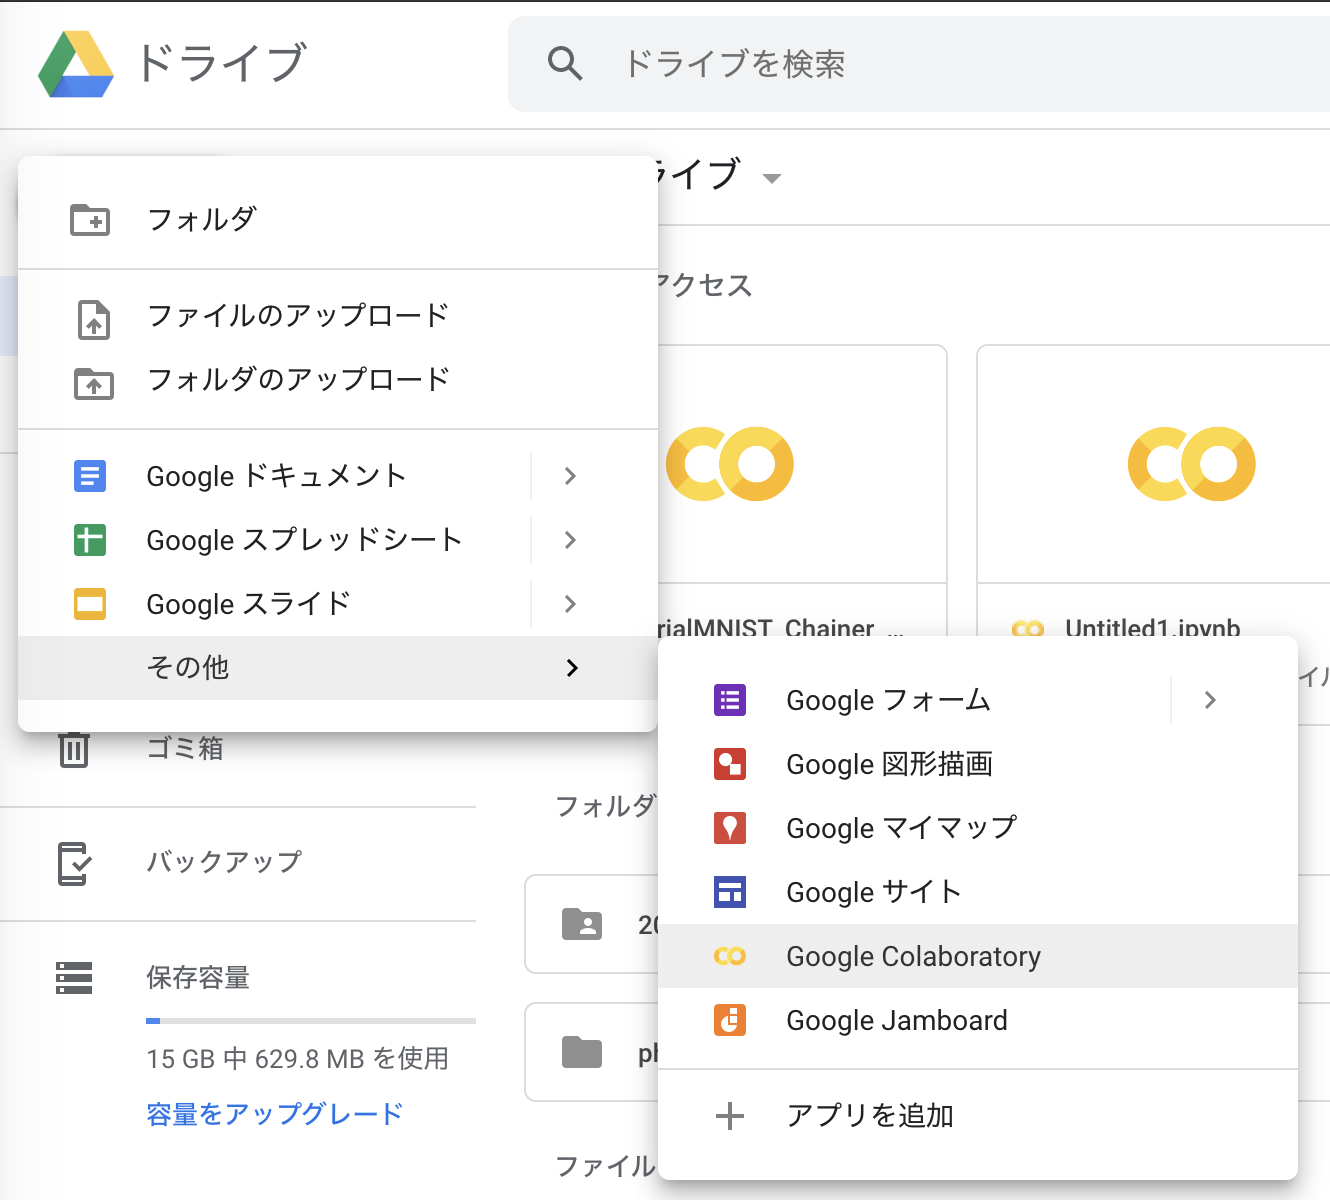 ドライブ
ドライブを検索
ライブ
フォルダ
アクセス
ファイルのアップロード
フォルダのアップロード
Google ドキュメント
Google スプレッドシート
Google スライド
その他
rialMNIST_Chainer_...
Untitled1.ipynb
Google フォーム
Google 図形描画
Google マイマップ
Google サイト
Google Colaboratory
Google Jamboard
アプリを追加
ゴミ箱
バックアップ
保存容量
15 GB 中 629.8 MB を使用
容量をアップグレード
フォルダ
20
ph
ファイル